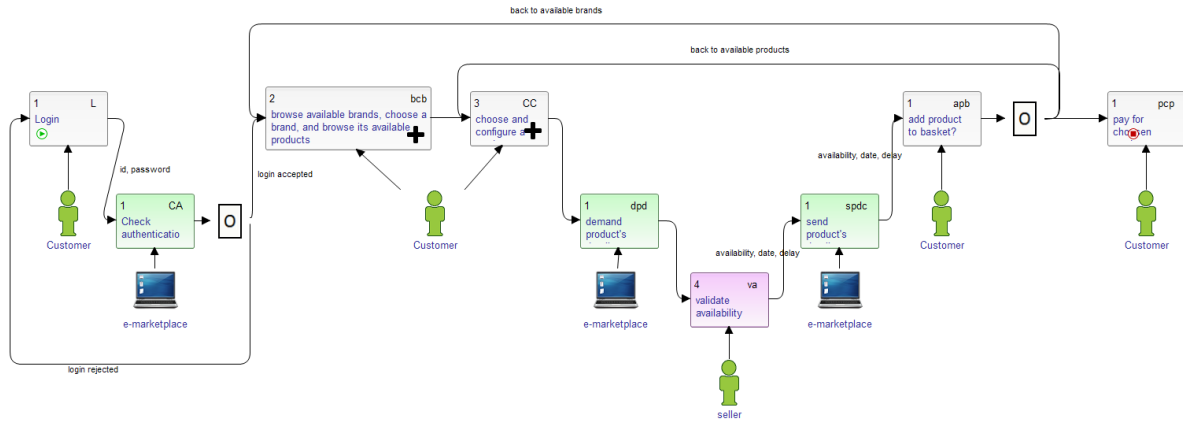 back to available brands
back to available products
1 L
Login
2 bcb
browse available brands, choose a
brand, and browse its available
products
3 CC
choose and
configure a
1 apb
add product
to basket?
O
1 pcp
pay for
chosen
id, password
login accepted
availability, date, delay
1 CA
Check
authenticatio
O
1 dpd
demand
product's
1 spdc
send
product's
Customer
Customer
Customer
Customer
availability, date, delay
4 va
validate
availability
e-marketplace
e-marketplace
e-marketplace
login rejected
seller